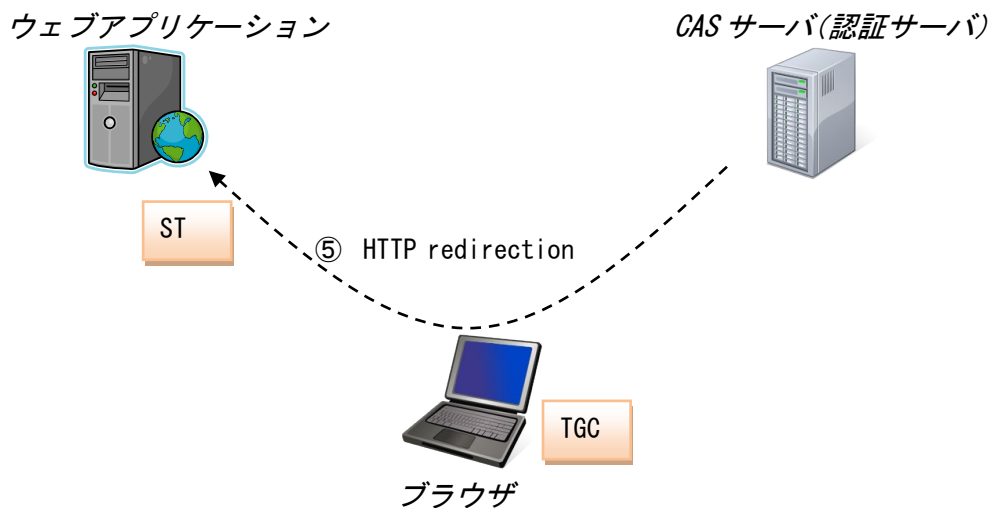 ウェブアプリケーション
CAS サーバ(認証サーバ)
ST
⑤ HTTP redirection
TGC
ブラウザ